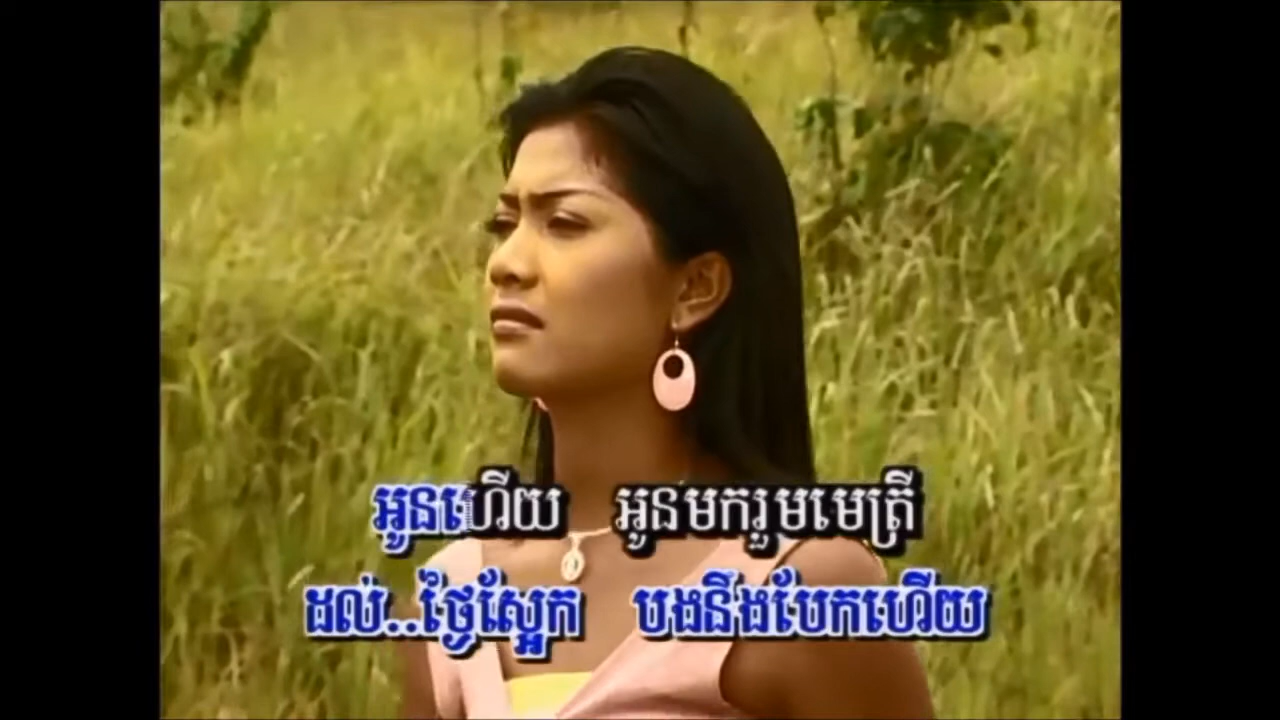 អូនហើយ អូនមករួមមេត្រី
ដល់..ថ្ងៃស្អែក បងនឹងបែកហើយ